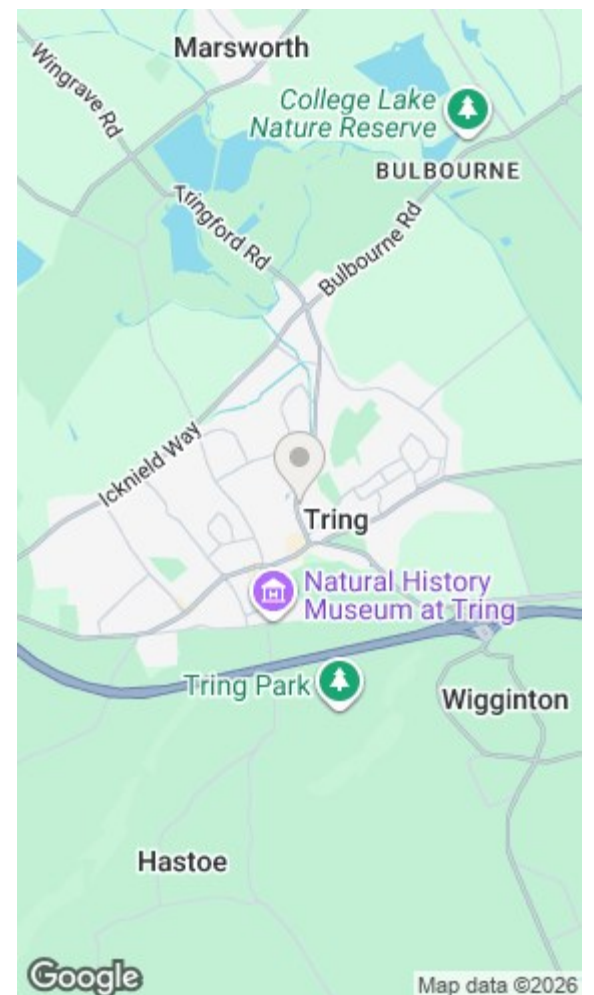 Marsworth
Wingrave Rd
College Lake
Nature Reserve
BULBOURNE
Tringford Rd
Bulbourne Rd
Icknield Way
Tring
Natural History
Museum at Tring
Tring Park
Wigginton
Hastoe
Google
Map data ©2026